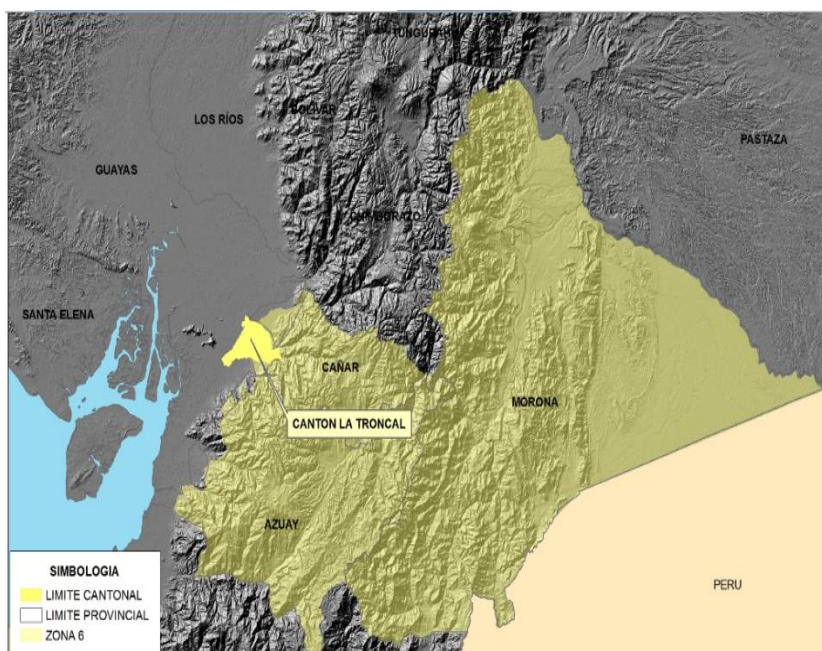 TUNGURAHUA
LOS RÍOS
BOLIVAR
PASTAZA
GUAYAS
CHIMBORAZO
SANTA ELENA
CAÑAR
MORONA
CANTON LA TRONCAL
AZUAY
SIMBOLOGIA
LIMITE CANTONAL
LIMITE PROVINCIAL
ZONA 6
PERU